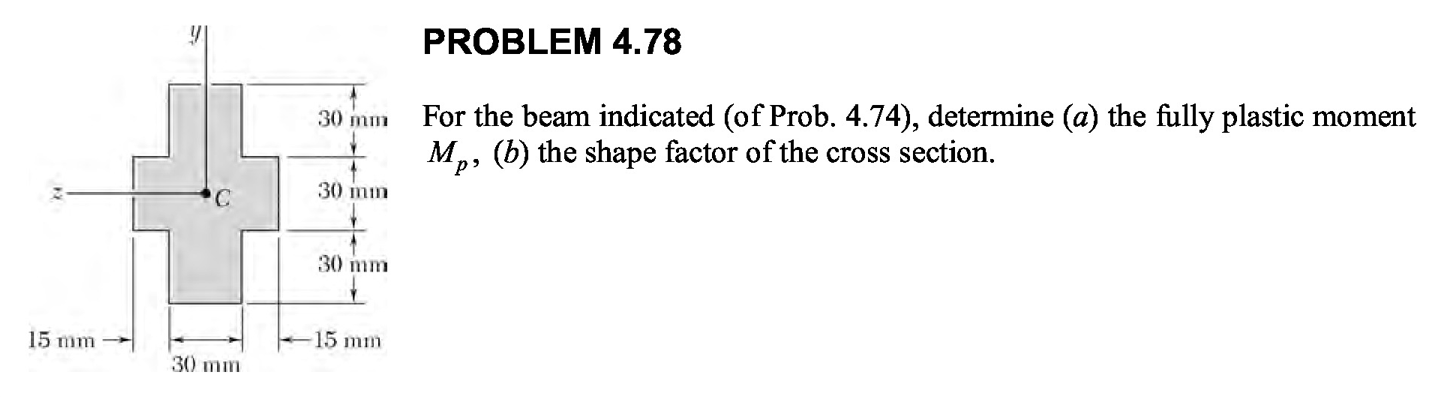 y
PROBLEM 4.78
30 mm
For the beam indicated (of Prob. 4.74), determine (a) the fully plastic moment
Mp, (b) the shape factor of the cross section.
z
C
30 mm
30 mm
15 mm
15 mm
30 mm